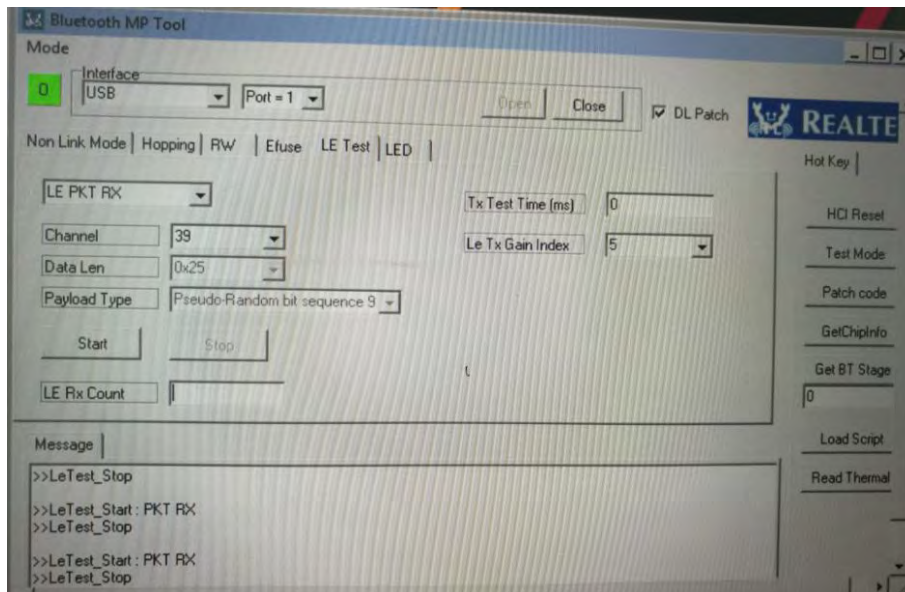 Bluetooth MP Tool
Mode
Interface
0
USB
Port = 1
Open
Close
DL Patch
REALTE
Non Link Mode
Hopping
RW
Efuse
LE Test
LED
Hot Key
LE PKT RX
Tx Test Time (ms)
0
HCI Reset
Channel
39
Le Tx Gain Index
5
Test Mode
Data Len
0x25
Payload Type
Pseudo-Random bit sequence 9
Patch code
Start
Stop
GetChipInfo
Get BT Stage
0
LE Rx Count
Load Script
Message
Read Thermal
>>LeTest_Stop
>>LeTest_Start : PKT RX
>>LeTest_Stop
>>LeTest_Start : PKT RX
>>LeTest_Stop